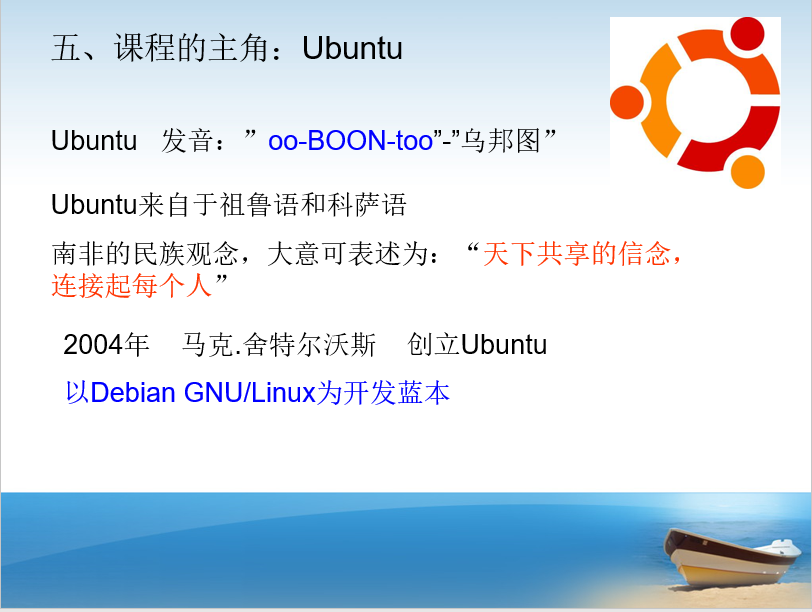 五、课程的主角：Ubuntu
Ubuntu 发音：”oo-BOON-too”-”乌邦图”
Ubuntu来自于祖鲁语和科萨语
南非的民族观念，大意可表述为：“天下共享的信念，
连接起每个人”
2004年 马克.舍特尔沃斯 创立Ubuntu
以Debian GNU/Linux为开发蓝本